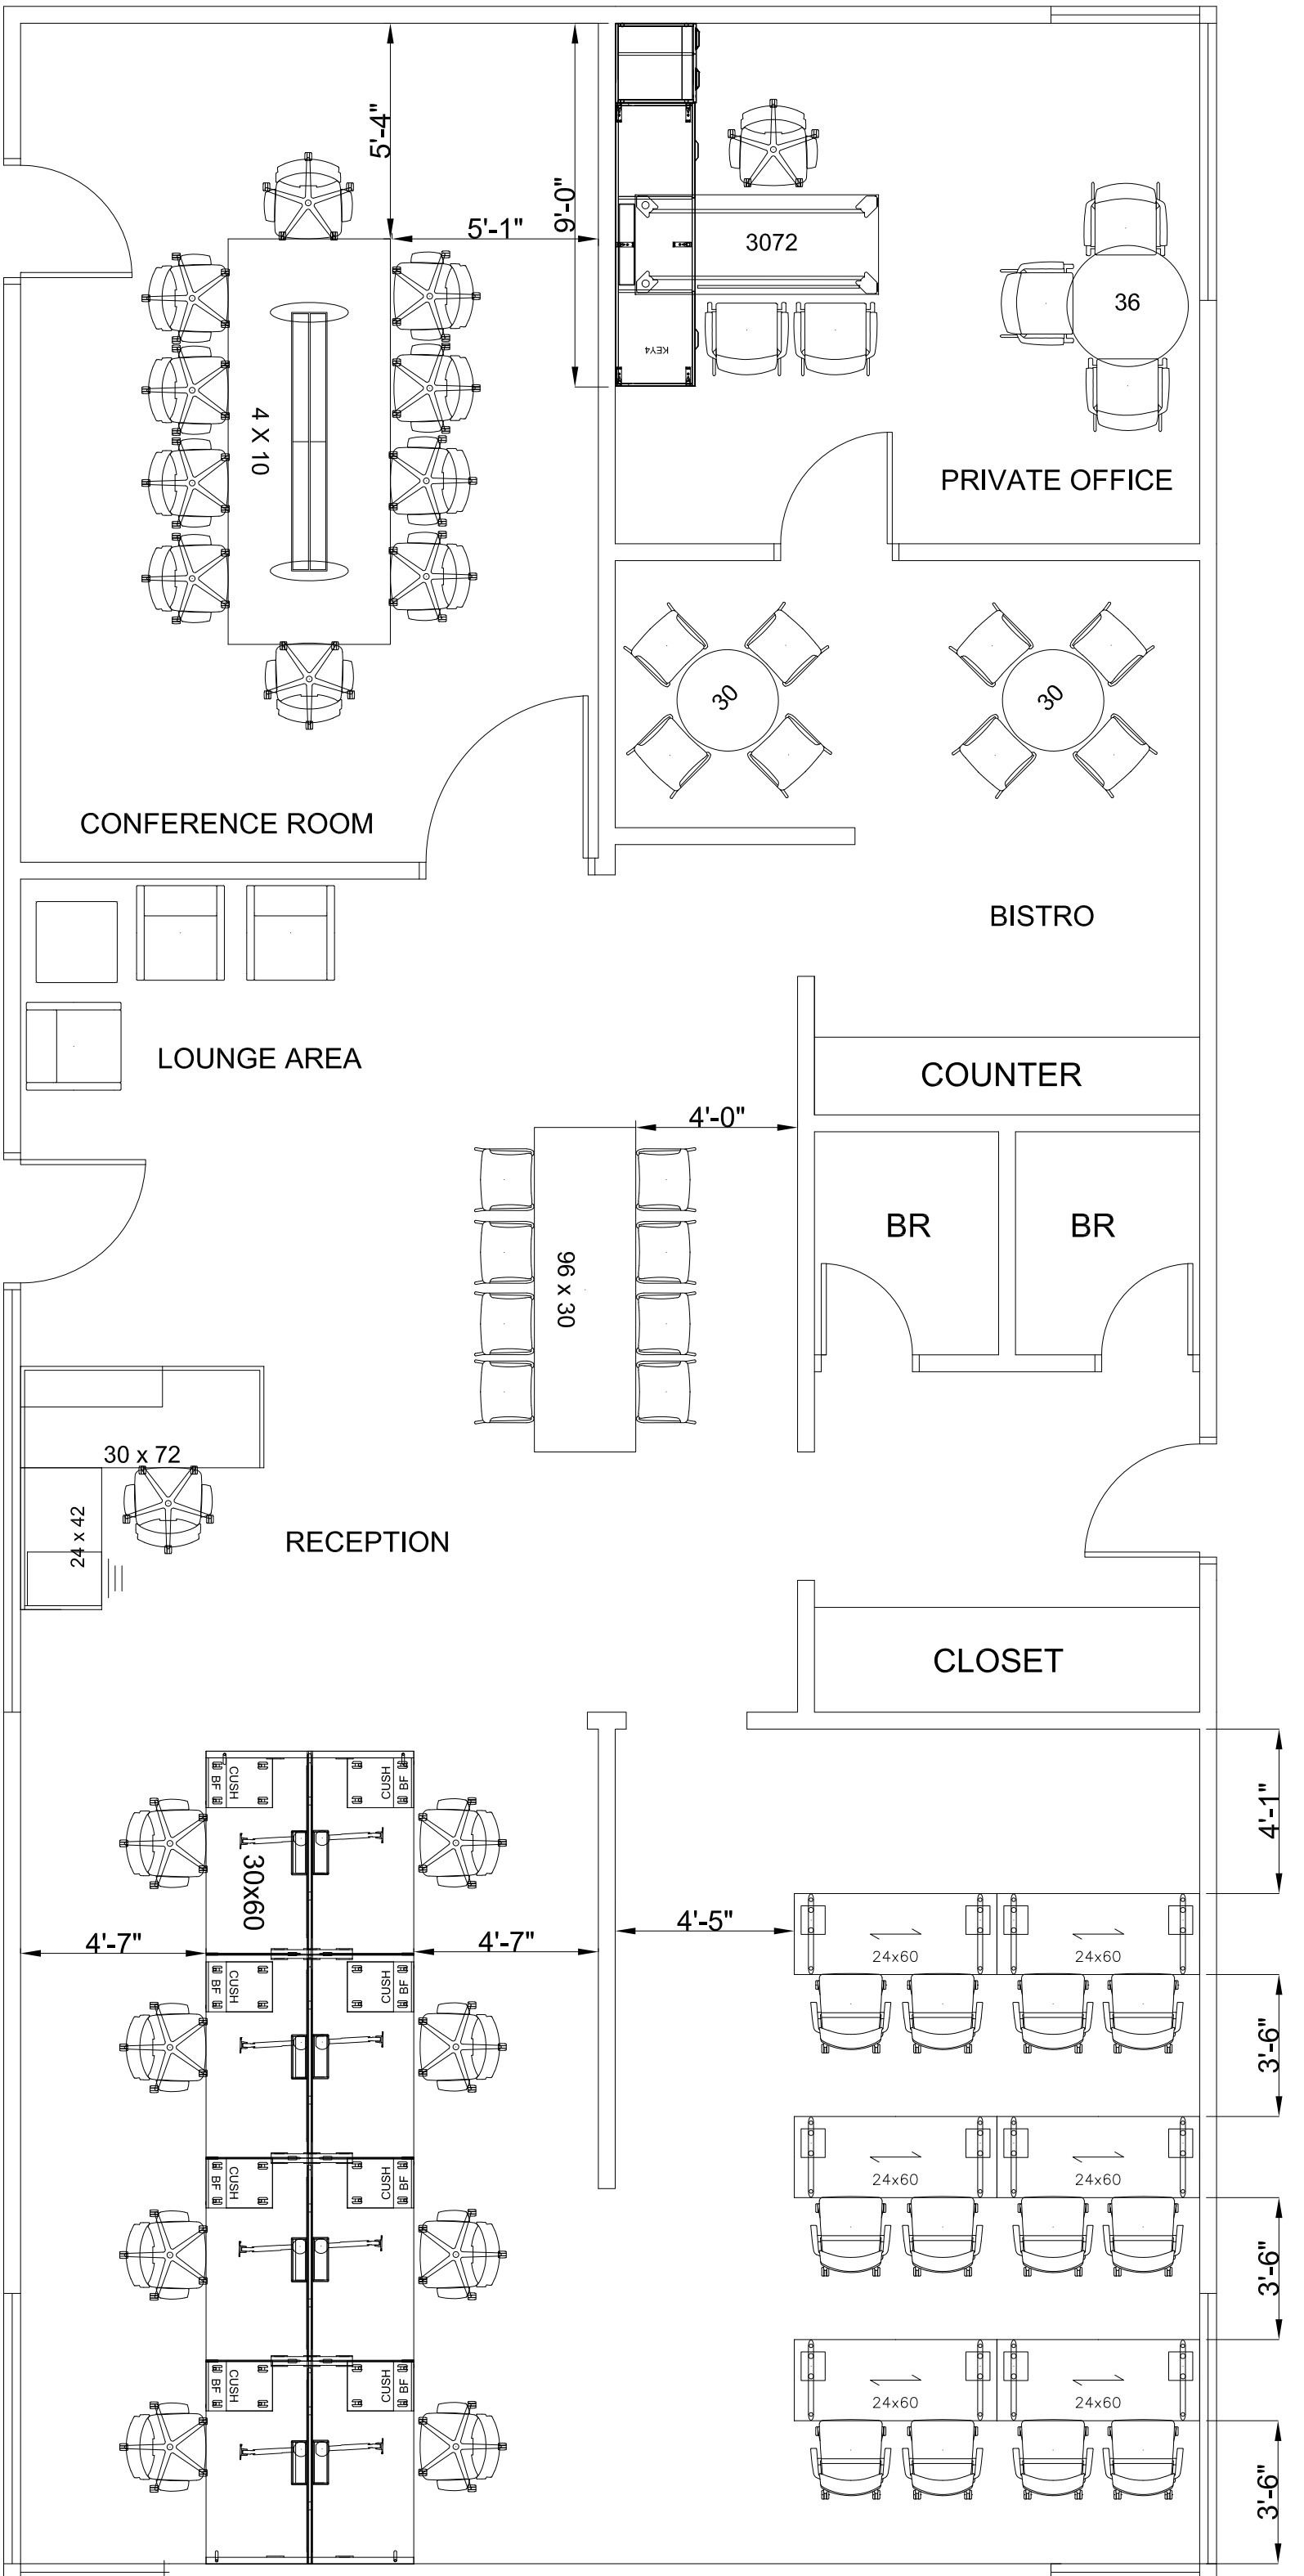 5'-4"
9'-0"
5'-1"
3072
36
KEY4
4 X 10
PRIVATE OFFICE
30
30
CONFERENCE ROOM
BISTRO
LOUNGE AREA
COUNTER
4'-0"
BR
BR
30 x 96
30 x 72
24 x 42
RECEPTION
CLOSET
BF
CUSH
CUSH
BF
4'-1"
30x60
4'-7"
4'-7"
4'-5"
24x60
24x60
BF
CUSH
CUSH
BF
3'-6"
BF
CUSH
CUSH
BF
24x60
24x60
3'-6"
BF
CUSH
CUSH
BF
24x60
24x60
3'-6"